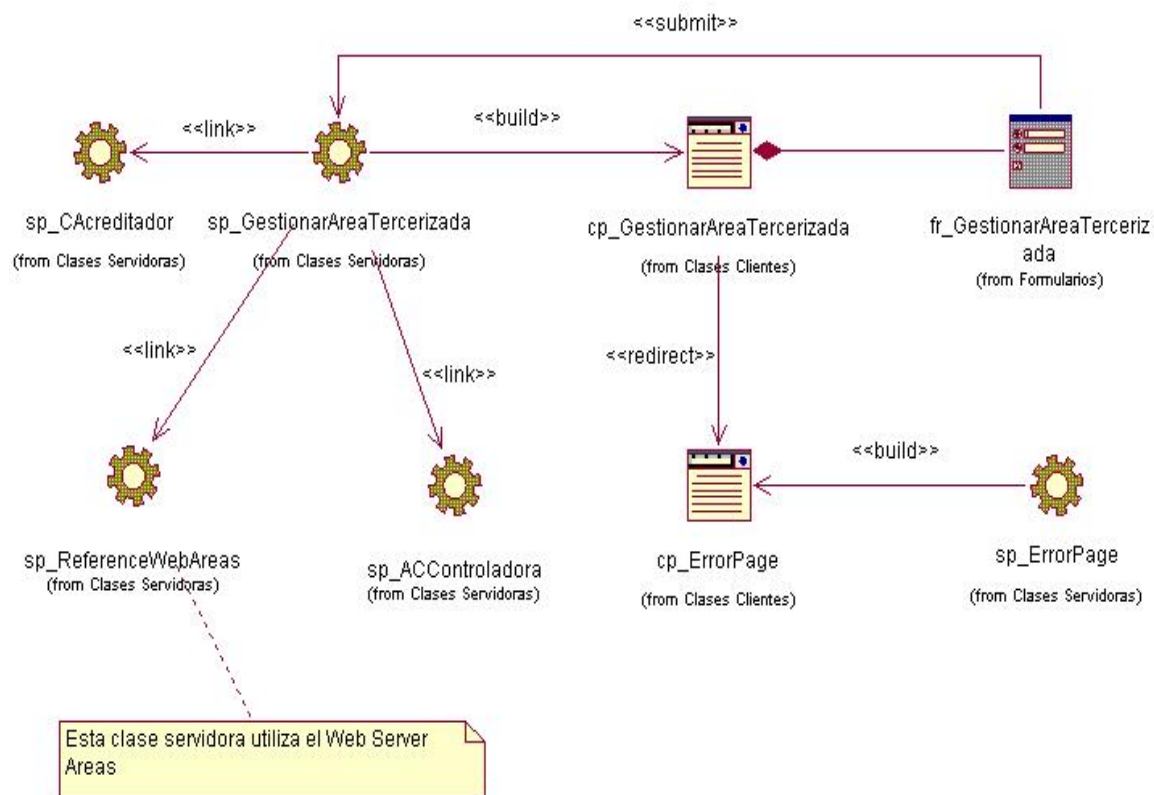 <<submit>>
<<link>>
<<build>>
sp_CAcreditador
(from Clases Servidoras)
sp_GestionarAreaTercerizada
(from Clases Servidoras)
cp_GestionarAreaTercerizada
(from Clases Clientes)
fr_GestionarAreaTerceriz
ada
(from Formularios)
<<link>>
<<link>>
<<redirect>>
<<build>>
sp_ReferenceWebAreas
(from Clases Servidoras)
sp_ACControladora
(from Clases Servidoras)
cp_ErrorPage
(from Clases Clientes)
sp_ErrorPage
(from Clases Servidoras)
Esta clase servidora utiliza el Web Server
Areas